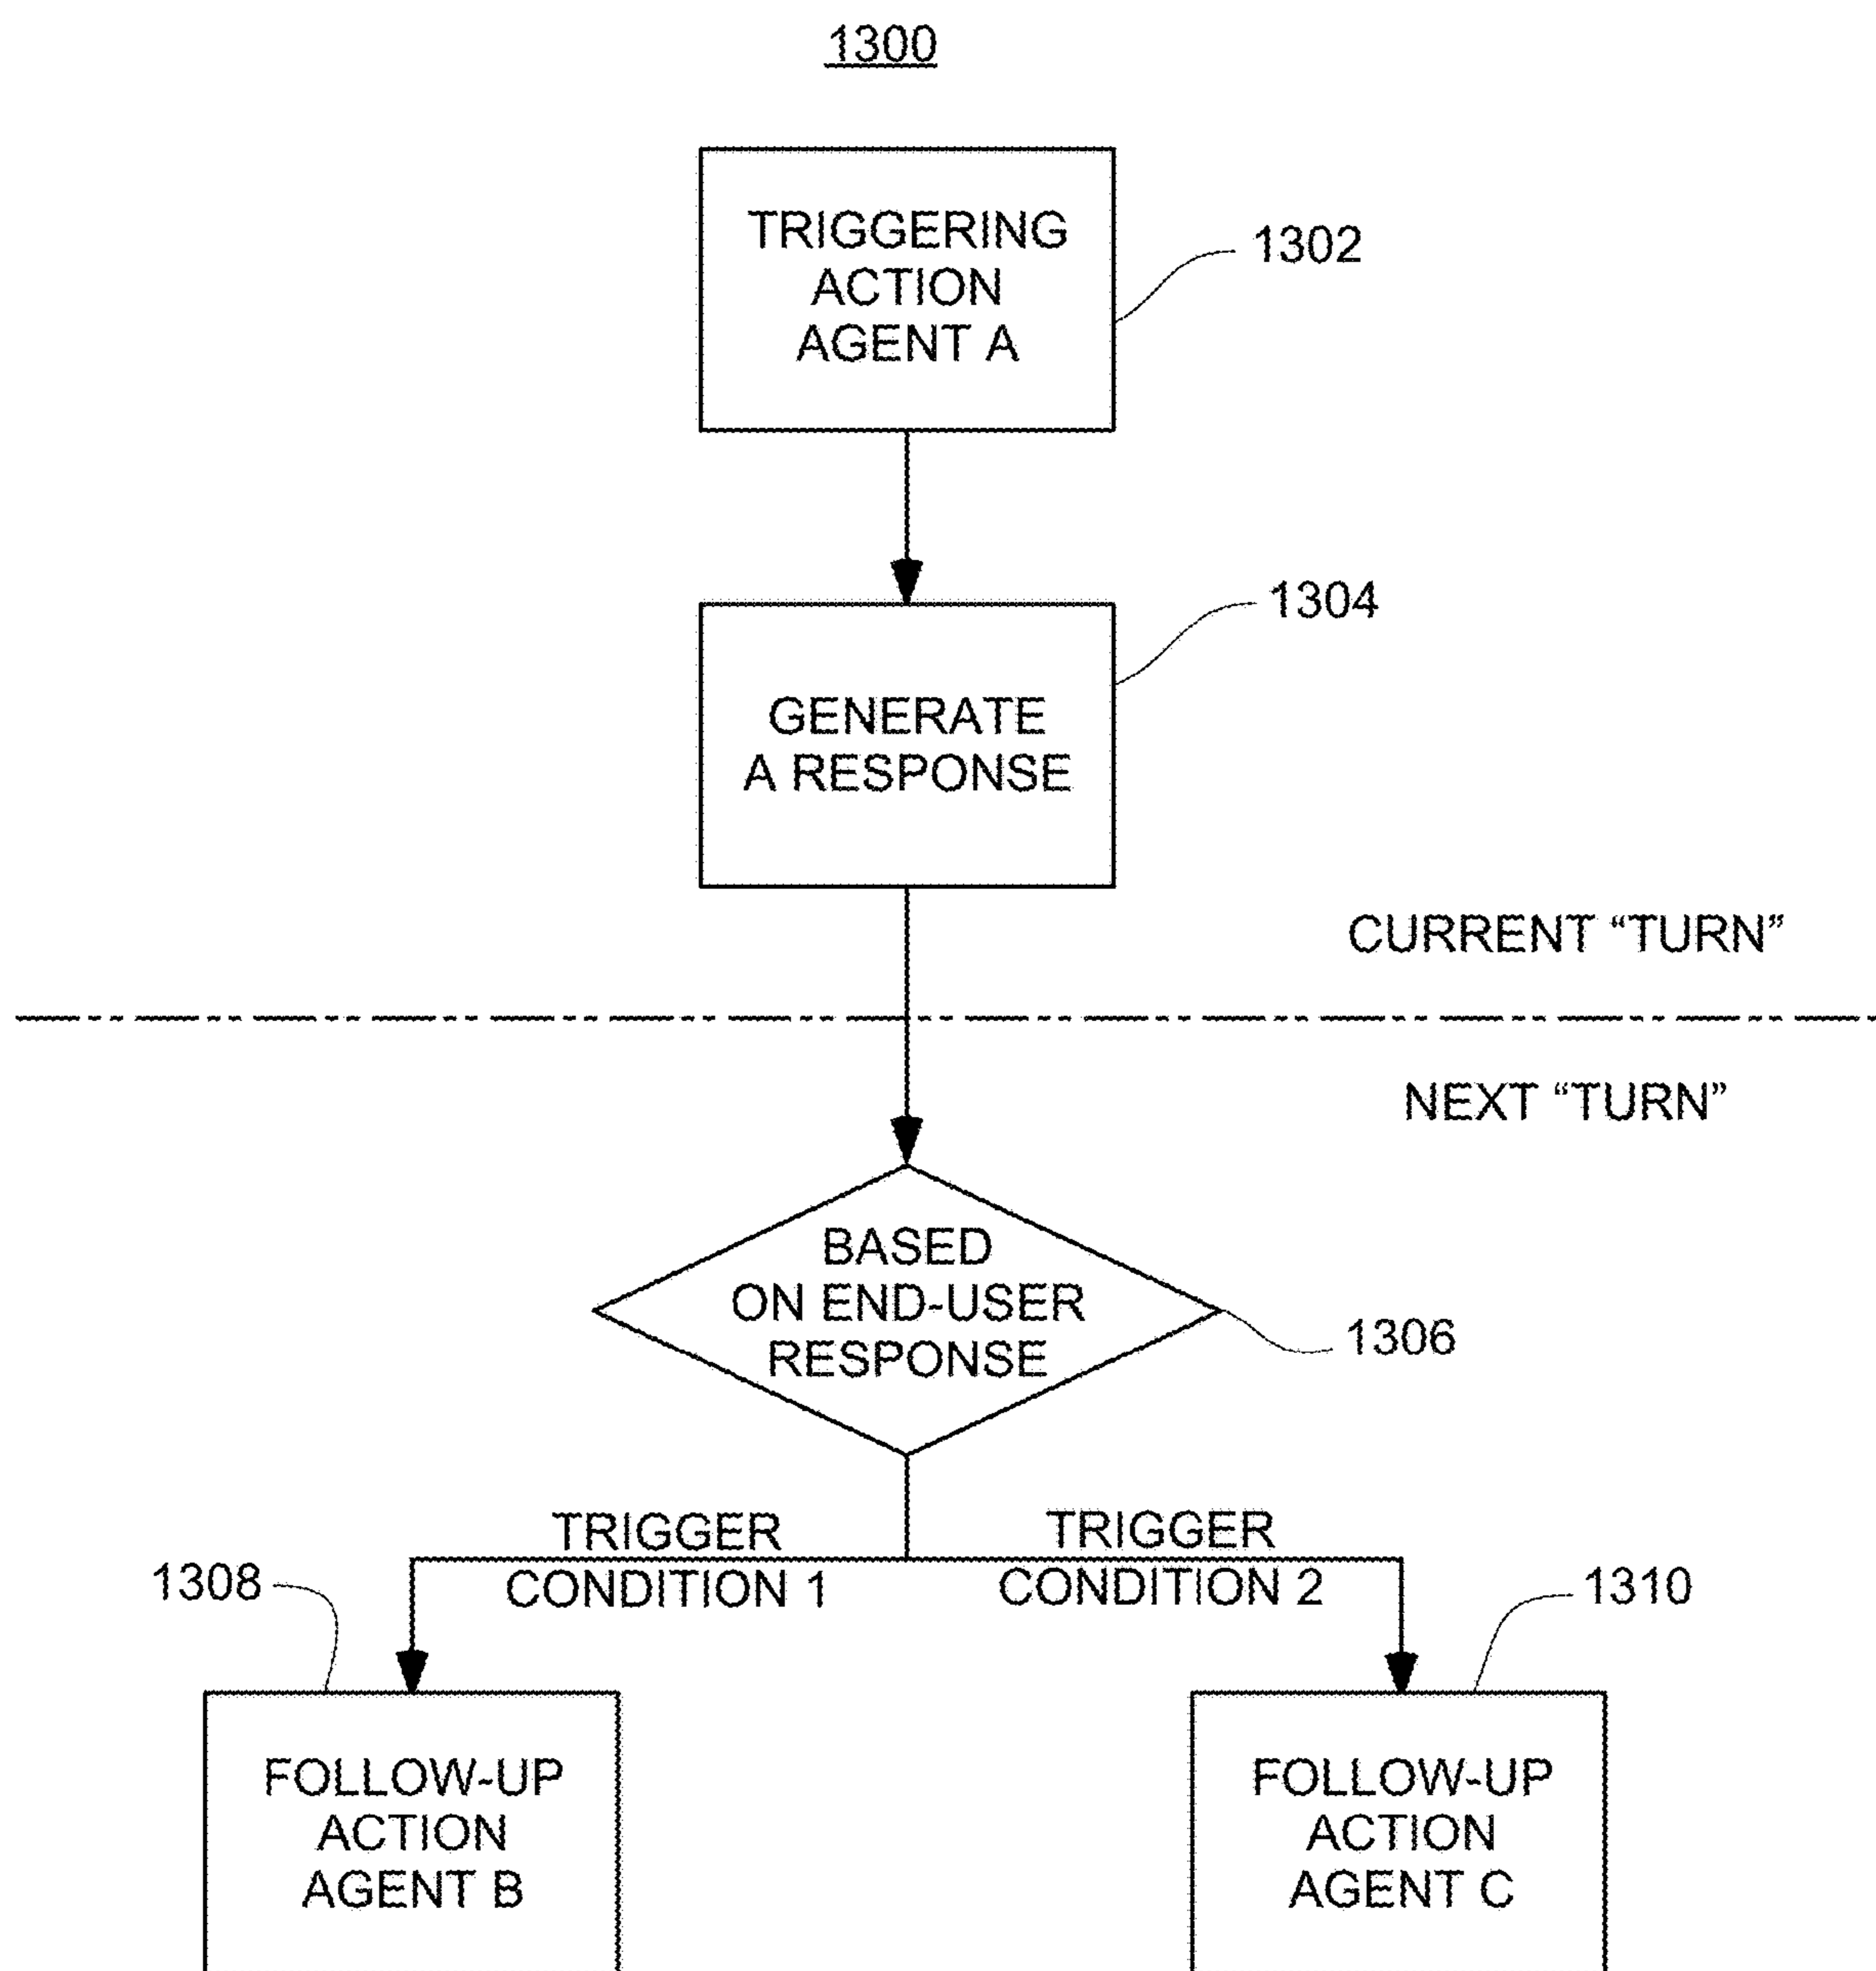 1300
TRIGGERING
ACTION
AGENT A
1302
GENERATE
A RESPONSE
1304
CURRENT “TURN”
NEXT “TURN”
BASED
ON END-USER
RESPONSE
1306
TRIGGER
CONDITION 1
TRIGGER
CONDITION 2
1308
1310
FOLLOW-UP
ACTION
AGENT B
FOLLOW-UP
ACTION
AGENT C